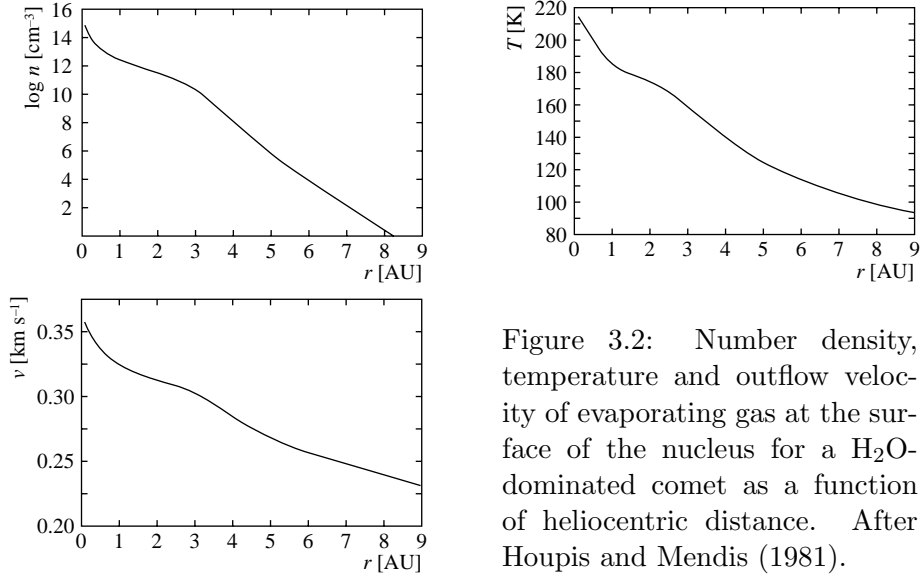 log n [cm⁻³]
14
12
10
8
6
4
2
0 1 2 3 4 5 6 7 8 9
r [AU]
T [K]
220
200
180
160
140
120
100
80
0 1 2 3 4 5 6 7 8 9
r [AU]
v [km s⁻¹]
0.35
0.30
0.25
0.20
0 1 2 3 4 5 6 7 8 9
r [AU]
Figure 3.2: Number density,
temperature and outflow veloc-
ity of evaporating gas at the sur-
face of the nucleus for a H₂O-
dominated comet as a function
of heliocentric distance. After
Houpis and Mendis (1981).